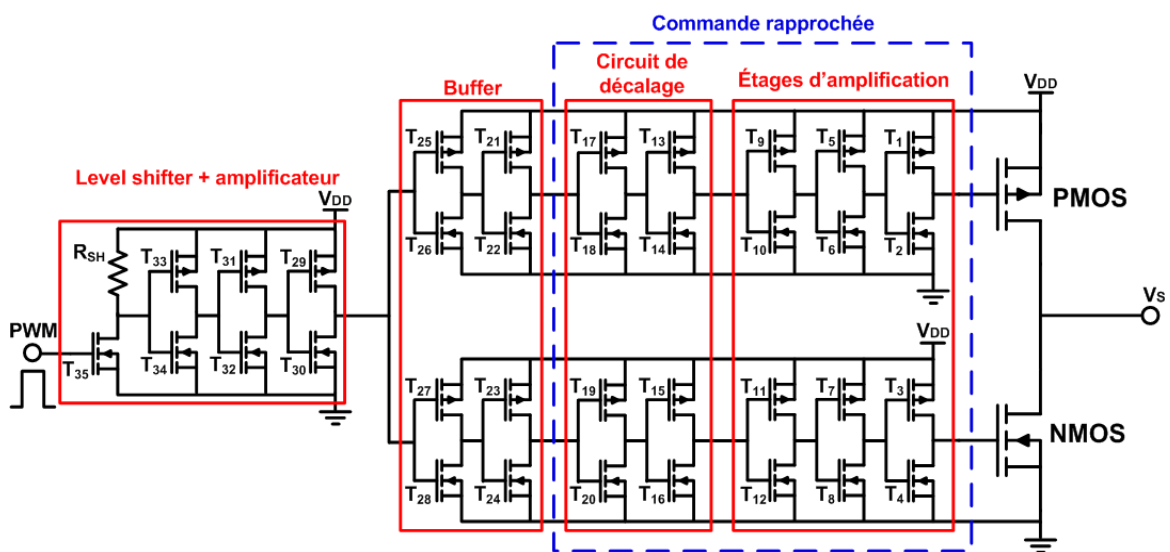 Commande rapprochée
Circuit de
décalage
Étages d'amplification
Buffer
Level shifter + amplificateur
VDD
VDD
T25
T21
T17
T13
T9
T5
T1
PMOS
T26
T22
T18
T14
T10
T6
T2
RSH
T33
T31
T29
PWM
T35
T34
T32
T30
VS
VDD
T27
T23
T19
T15
T11
T7
T3
NMOS
T28
T24
T20
T16
T12
T8
T4